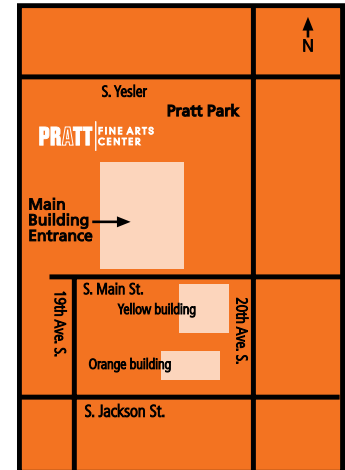 N
S. Yesler
Pratt Park
PRATT FINE ARTS
CENTER
Main
Building
Entrance
S. Main St.
Yellow building
19th Ave. S.
20th Ave. S.
Orange building
S. Jackson St.